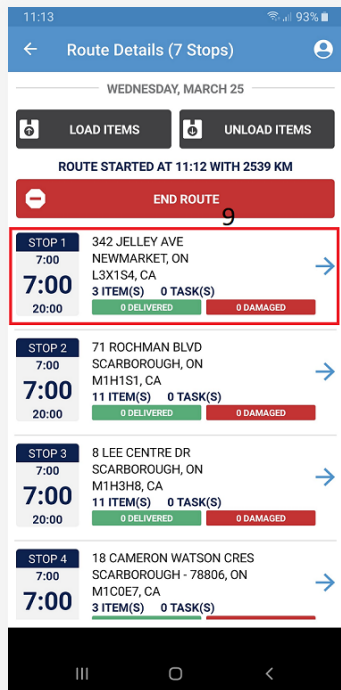 11:13 93%
Route Details (7 Stops)
WEDNESDAY, MARCH 25
LOAD ITEMS UNLOAD ITEMS
ROUTE STARTED AT 11:12 WITH 2539 KM
END ROUTE
9
STOP 1
7:00
7:00
20:00
342 JELLEY AVE
NEWMARKET, ON
L3X1S4, CA
3 ITEM(S) 0 TASK(S)
0 DELIVERED 0 DAMAGED
STOP 2
7:00
7:00
20:00
71 ROCHMAN BLVD
SCARBOROUGH, ON
M1H1S1, CA
11 ITEM(S) 0 TASK(S)
0 DELIVERED 0 DAMAGED
STOP 3
7:00
7:00
20:00
8 LEE CENTRE DR
SCARBOROUGH, ON
M1H3H8, CA
11 ITEM(S) 0 TASK(S)
0 DELIVERED 0 DAMAGED
STOP 4
7:00
7:00
18 CAMERON WATSON CRES
SCARBOROUGH - 78806, ON
M1C0E7, CA
3 ITEM(S) 0 TASK(S)